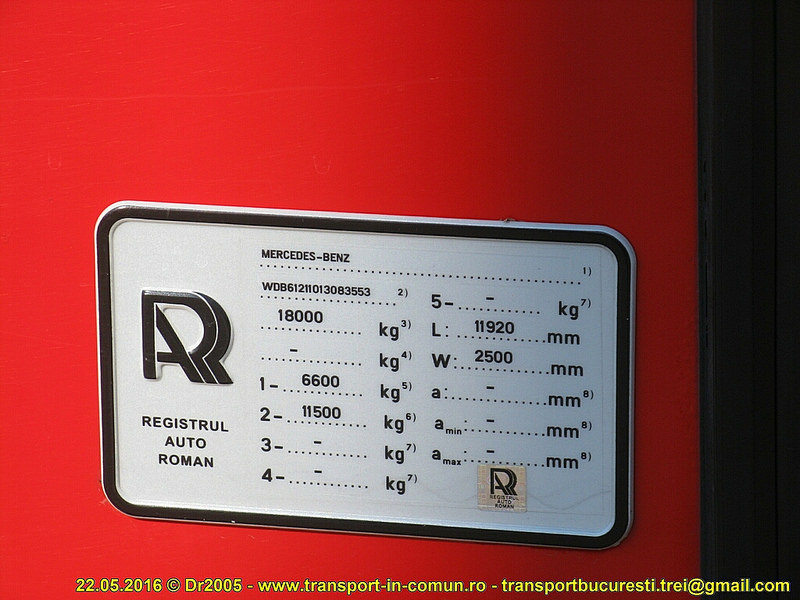 MERCEDES-BENZ 1)
WDB61211013083553 2)
18000 kg3)
- kg4)
1- 6600 kg5)
2- 11500 kg6)
3- - kg7)
4- - kg7)
5- - kg7)
L: 11920 mm
W: 2500 mm
a: - mm8)
amin: - mm8)
amax: - mm8)
AR
REGISTRUL
AUTO
ROMAN
AR
REGISTRUL
AUTO
ROMAN
22.05.2016 © Dr2005 - www.transport-in-comun.ro - transportbucuresti.trei@gmail.com